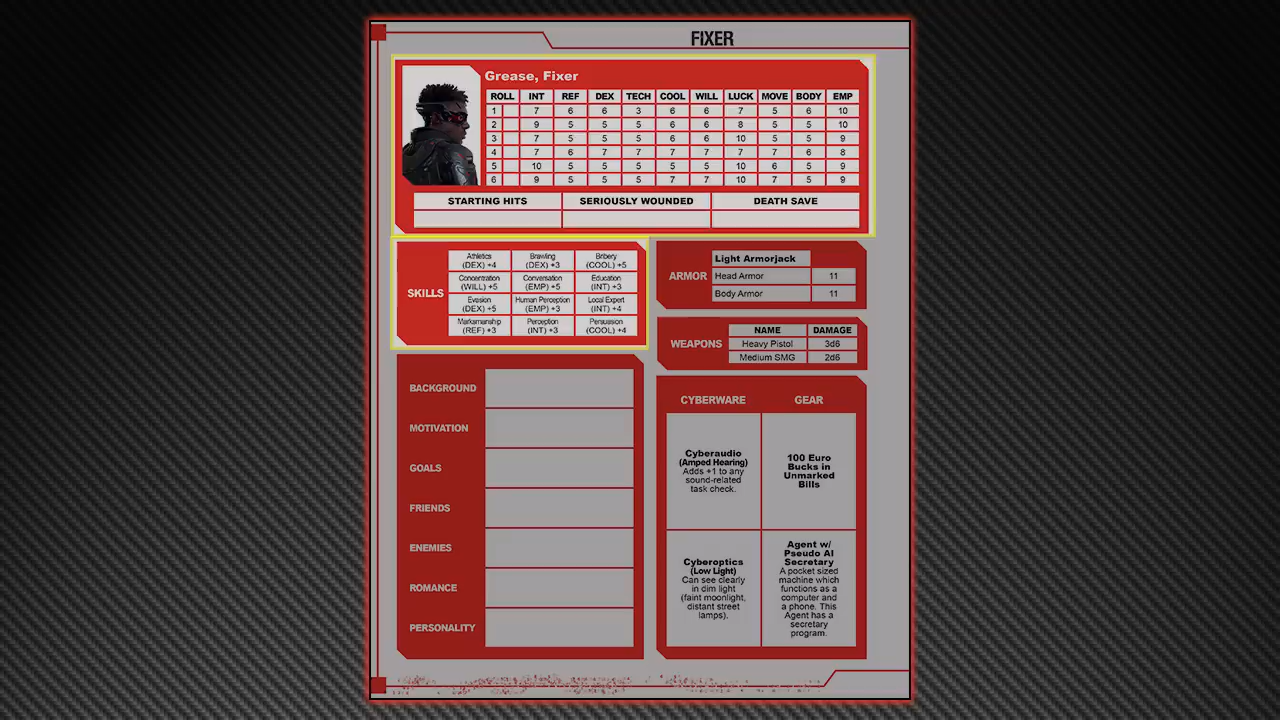 FIXER
Grease, Fixer
ROLL INT REF DEX TECH COOL WILL LUCK MOVE BODY EMP
1 7 6 6 3 6 6 7 5 6 10
2 9 5 5 5 6 6 8 5 5 10
3 7 5 5 5 6 6 10 5 5 9
4 7 6 7 7 7 7 7 7 6 8
5 10 5 5 5 5 5 10 6 5 9
6 9 5 5 5 7 7 10 7 5 9
STARTING HITS SERIOUSLY WOUNDED DEATH SAVE
SKILLS
Athletics Brawling Bribery
(DEX) +4 (DEX) +3 (COOL) +5
Concentration Conversation Education
(WILL) +5 (EMP) +5 (INT) +3
Evasion Human Perception Local Expert
(DEX) +5 (EMP) +3 (INT) +4
Marksmanship Perception Persuasion
(REF) +3 (INT) +3 (COOL) +4
ARMOR
Light Armorjack
Head Armor 11
Body Armor 11
WEAPONS
NAME DAMAGE
Heavy Pistol 3d6
Medium SMG 2d6
BACKGROUND
MOTIVATION
GOALS
FRIENDS
ENEMIES
ROMANCE
PERSONALITY
CYBERWARE
Cyberaudio
(Amped Hearing)
Adds +1 to any
sound-related
task check.
Cyberoptics
(Low Light)
Can see clearly
in dim light
(faint moonlight,
distant street
lamps).
GEAR
100 Euro
Bucks in
Unmarked
Bills
Agent w/
Pseudo AI
Secretary
A pocket sized
machine which
functions as a
computer and
a phone. This
Agent has a
secretary
program.